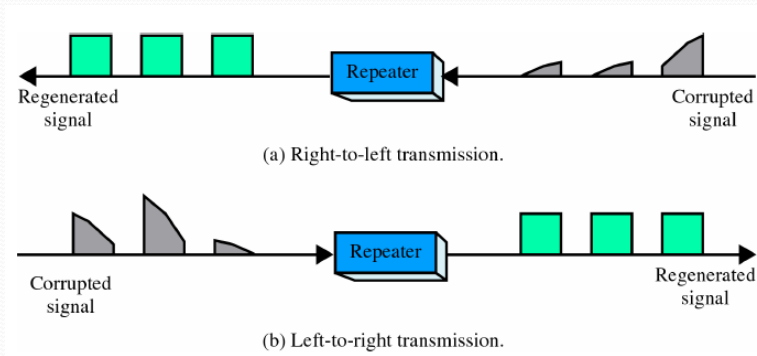 Repeater
Regenerated
signal
Corrupted
signal
(a) Right-to-left transmission.
Repeater
Corrupted
signal
Regenerated
signal
(b) Left-to-right transmission.